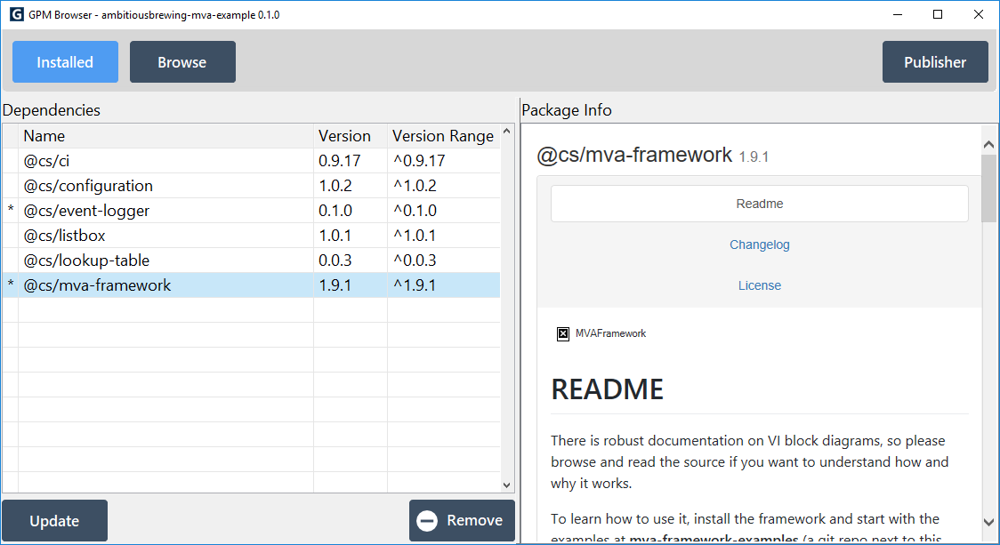 G GPM Browser - ambitiousbrewing-mva-example 0.1.0
Installed Browse Publisher
Dependencies
Name Version Version Range
@cs/ci 0.9.17 ^0.9.17
@cs/configuration 1.0.2 ^1.0.2
* @cs/event-logger 0.1.0 ^0.1.0
@cs/listbox 1.0.1 ^1.0.1
@cs/lookup-table 0.0.3 ^0.0.3
* @cs/mva-framework 1.9.1 ^1.9.1
Update Remove
Package Info
@cs/mva-framework 1.9.1
Readme
Changelog
License
MVAFramework
README
There is robust documentation on VI block diagrams, so please
browse and read the source if you want to understand how and
why it works.
To learn how to use it, install the framework and start with the
examples at mva-framework-examples (a git repo next to this